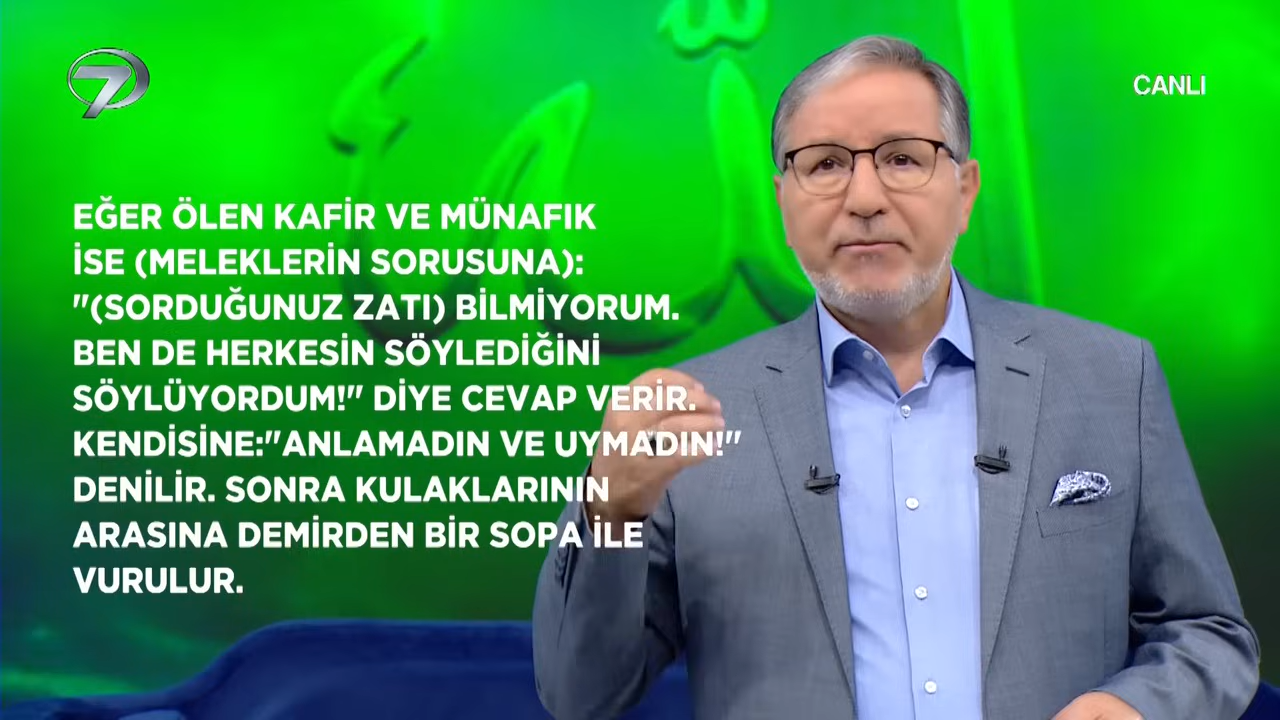 7
CANLI
EĞER ÖLEN KAFİR VE MÜNAFIK
İSE (MELEKLERİN SORUSUNA):
"(SORDUĞUNUZ ZATI) BİLMİYORUM.
BEN DE HERKESİN SÖYLEDİĞİNİ
SÖYLÜYORDUM!" DİYE CEVAP VERİR.
KENDİSİNE:"ANLAMADIN VE UYMADIN!"
DENİLİR. SONRA KULAKLARININ
ARASINA DEMİRDEN BİR SOPA İLE
VURULUR.